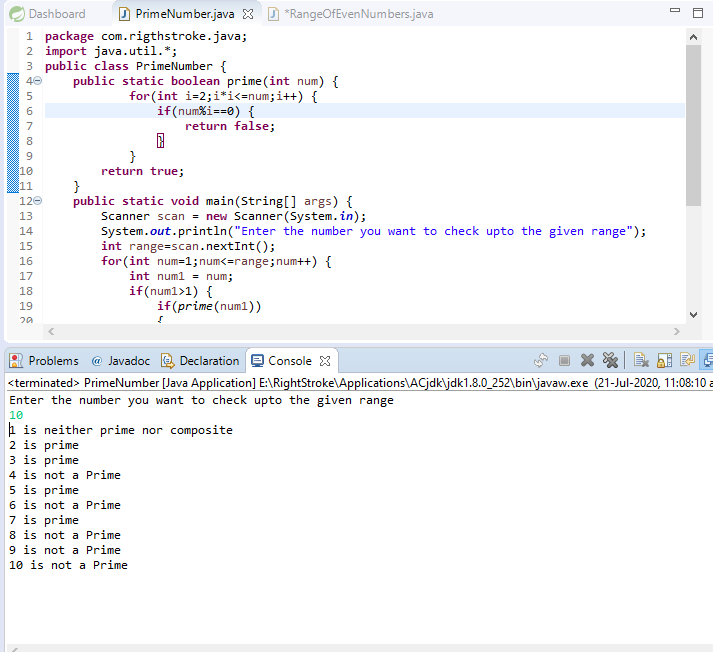 Dashboard PrimeNumber.java *RangeOfEvenNumbers.java
1 package com.rigthstroke.java;
2 import java.util.*;
3 public class PrimeNumber {
4 public static boolean prime(int num) {
5 for(int i=2;i*i<=num;i++) {
6 if(num%i==0) {
7 return false;
8 }
9 }
10 return true;
11 }
12 public static void main(String[] args) {
13 Scanner scan = new Scanner(System.in);
14 System.out.println("Enter the number you want to check upto the given range");
15 int range=scan.nextInt();
16 for(int num=1;num<=range;num++) {
17 int num1 = num;
18 if(num1>1) {
19 if(prime(num1))
20 {
Problems @ Javadoc Declaration Console
<terminated> PrimeNumber [Java Application] E:\RightStroke\Applications\ACjdk\jdk1.8.0_252\bin\javaw.exe (21-Jul-2020, 11:08:10 a
Enter the number you want to check upto the given range
10
1 is neither prime nor composite
2 is prime
3 is prime
4 is not a Prime
5 is prime
6 is not a Prime
7 is prime
8 is not a Prime
9 is not a Prime
10 is not a Prime